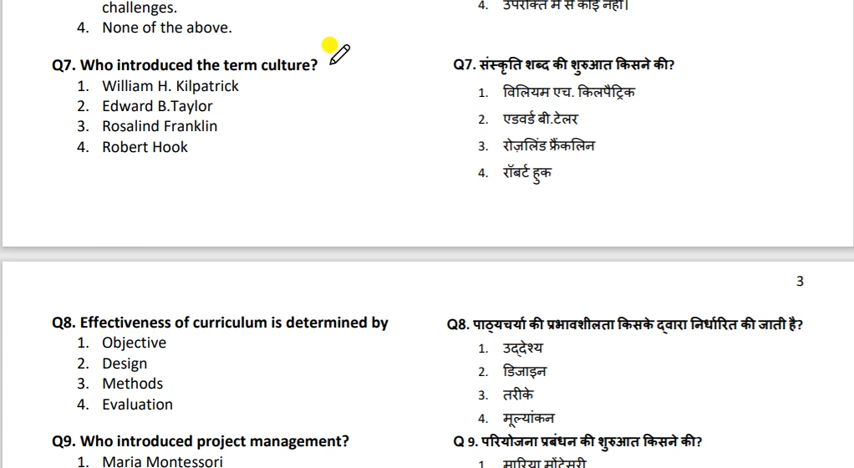 challenges.
4. None of the above.
Q7. Who introduced the term culture?
1. William H. Kilpatrick
2. Edward B.Taylor
3. Rosalind Franklin
4. Robert Hook
4. उपरोक्त में से कोई नहीं।
Q7. संस्कृति शब्द की शुरुआत किसने की?
1. विलियम एच. किलपैट्रिक
2. एडवर्ड बी.टेलर
3. रोज़लिंड फ्रैंकलिन
4. रॉबर्ट हुक
3
Q8. Effectiveness of curriculum is determined by
1. Objective
2. Design
3. Methods
4. Evaluation
Q9. Who introduced project management?
1. Maria Montessori
Q8. पाठ्यचर्या की प्रभावशीलता किसके द्वारा निर्धारित की जाती है?
1. उद्देश्य
2. डिजाइन
3. तरीके
4. मूल्यांकन
Q 9. परियोजना प्रबंधन की शुरुआत किसने की?
1. मारिया मोंटेसरी